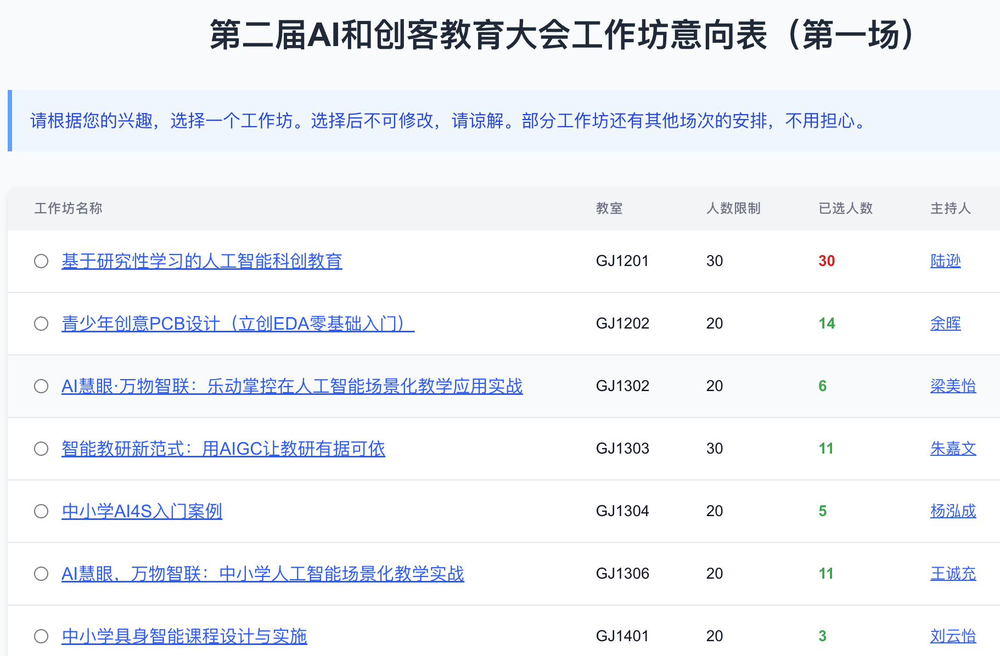 第二届AI和创客教育大会工作坊意向表（第一场）
请根据您的兴趣，选择一个工作坊。选择后不可修改，请谅解。部分工作坊还有其他场次的安排，不用担心。
工作坊名称 教室 人数限制 已选人数 主持人
基于研究性学习的人工智能科创教育 GJ1201 30 30 陆逊
青少年创意PCB设计（立创EDA零基础入门） GJ1202 20 14 余晖
AI慧眼·万物智联：乐动掌控在人工智能场景化教学应用实战 GJ1302 20 6 梁美怡
智能教研新范式：用AIGC让教研有据可依 GJ1303 30 11 朱嘉文
中小学AI4S入门案例 GJ1304 20 5 杨泓成
AI慧眼，万物智联：中小学人工智能场景化教学实战 GJ1306 20 11 王诚充
中小学具身智能课程设计与实施 GJ1401 20 3 刘云怡